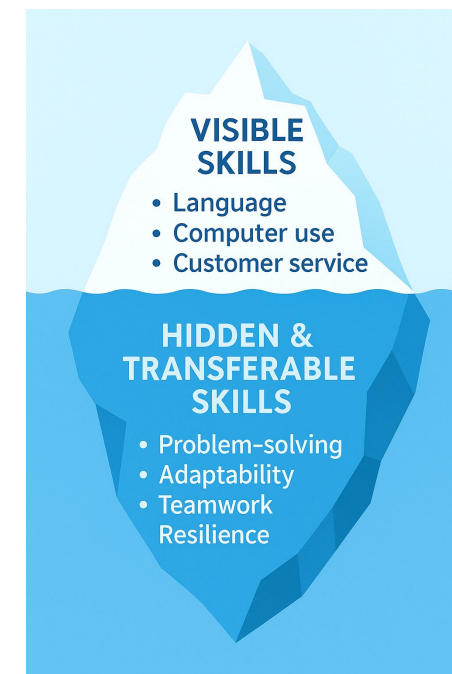 VISIBLE
SKILLS
• Language
• Computer use
• Customer service
HIDDEN &
TRANSFERABLE
SKILLS
• Problem-solving
• Adaptability
• Teamwork
Resilience